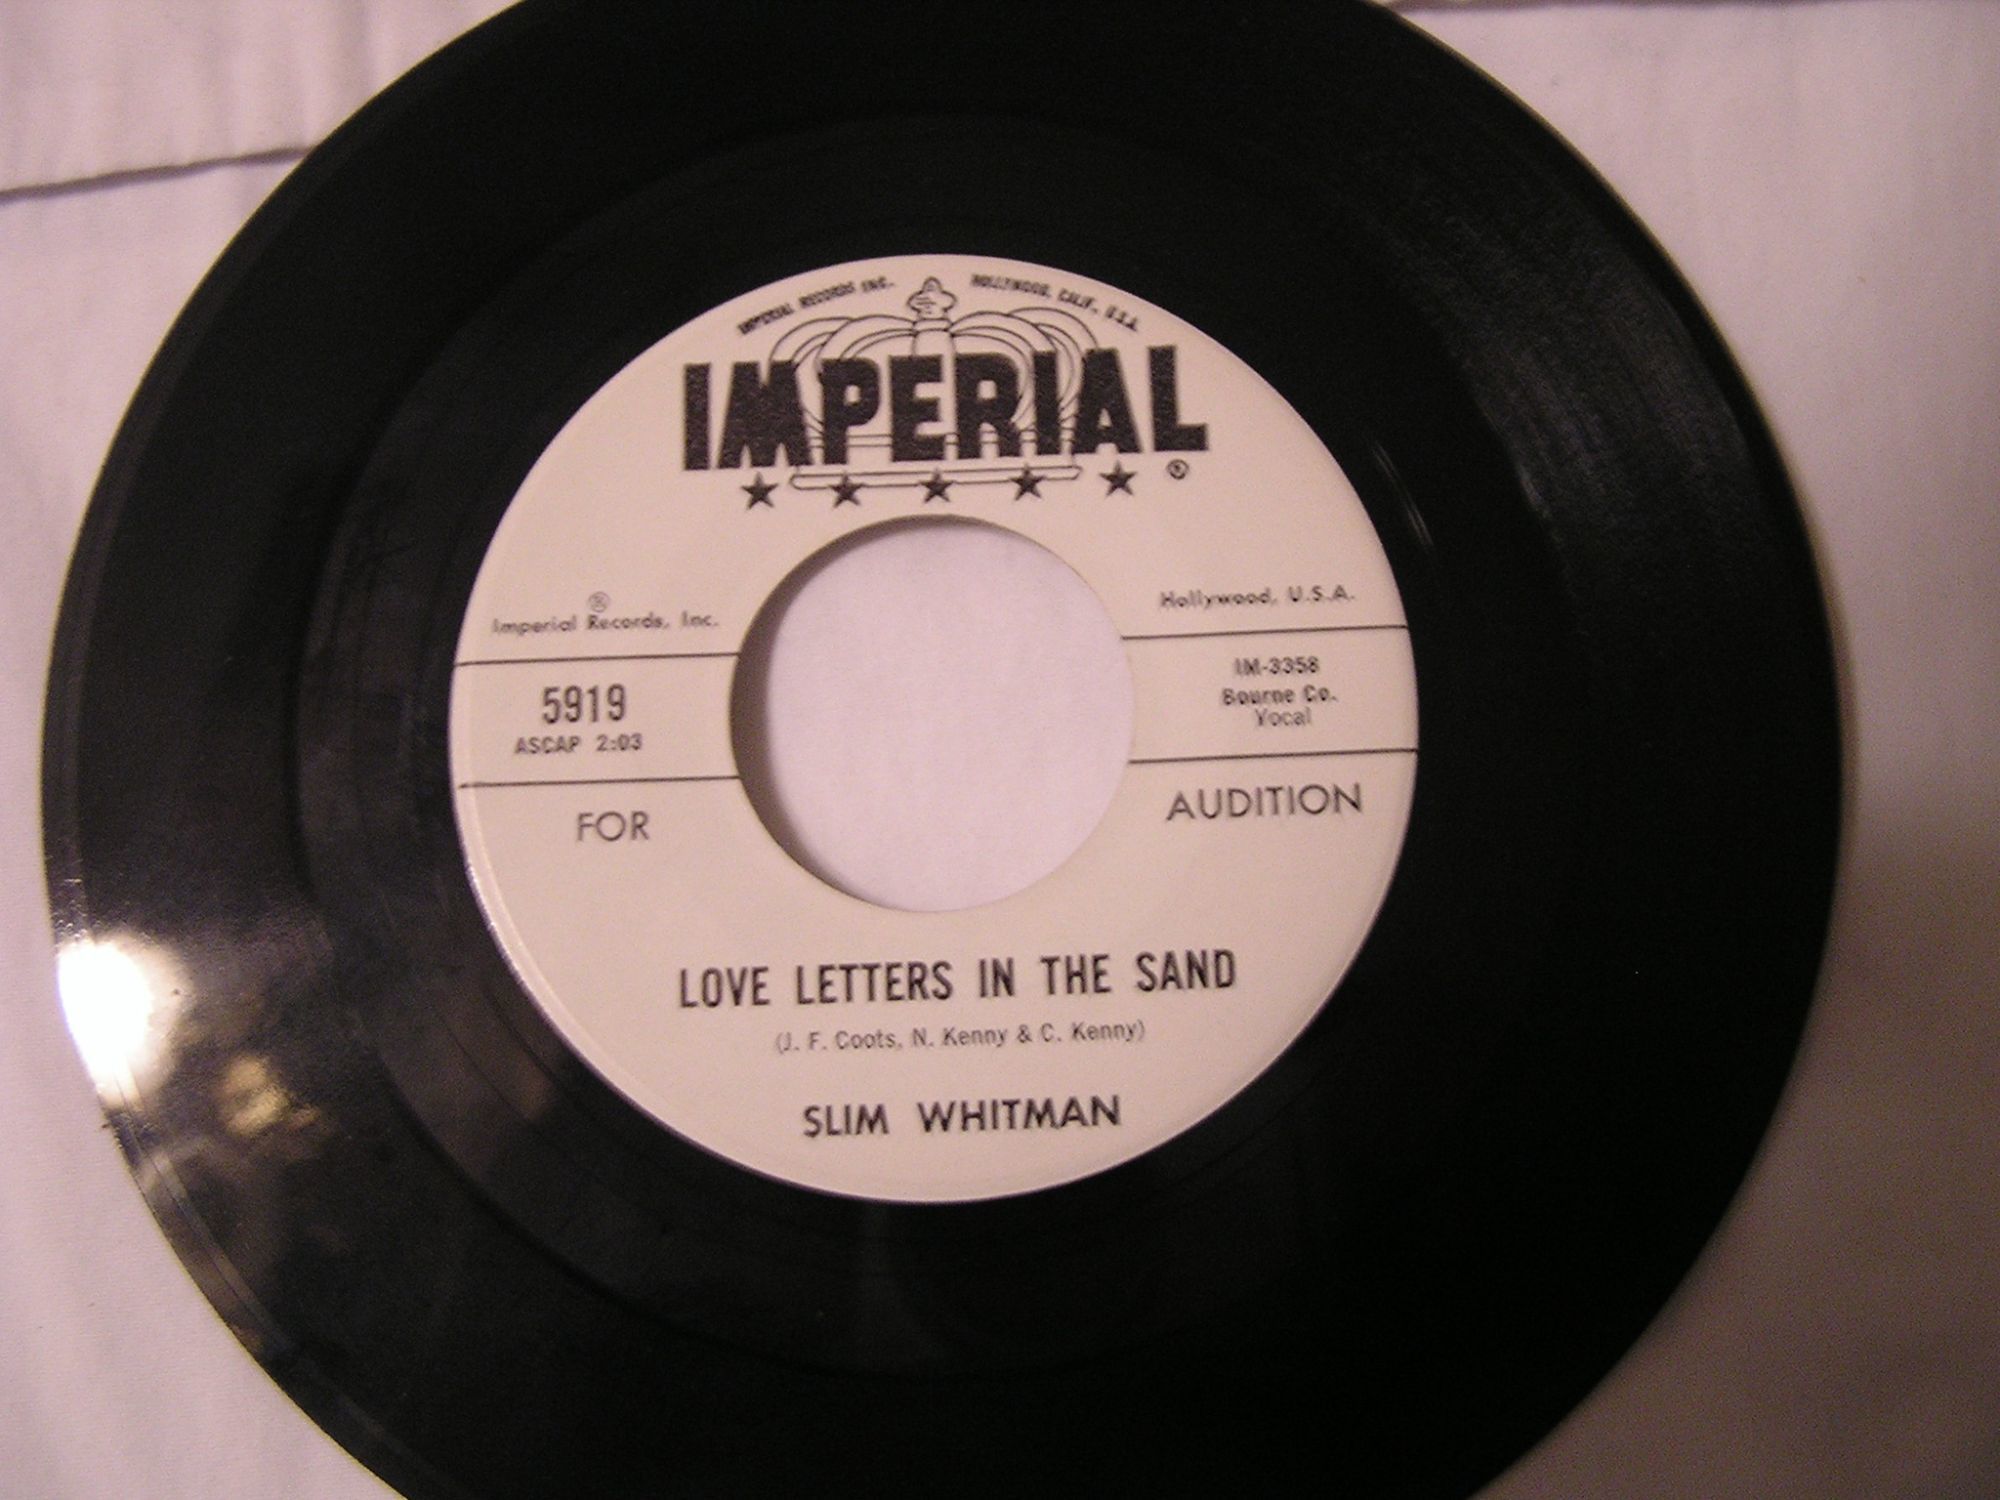 IMPERIAL RECORDS INC. HOLLYWOOD, CALIF., U.S.A.
IMPERIAL
®
®
Imperial Records, Inc.
Hollywood, U.S.A.
5919
ASCAP 2:03
IM-3358
Bourne Co.
Vocal
FOR AUDITION
LOVE LETTERS IN THE SAND
(J. F. Coots, N. Kenny & C. Kenny)
SLIM WHITMAN